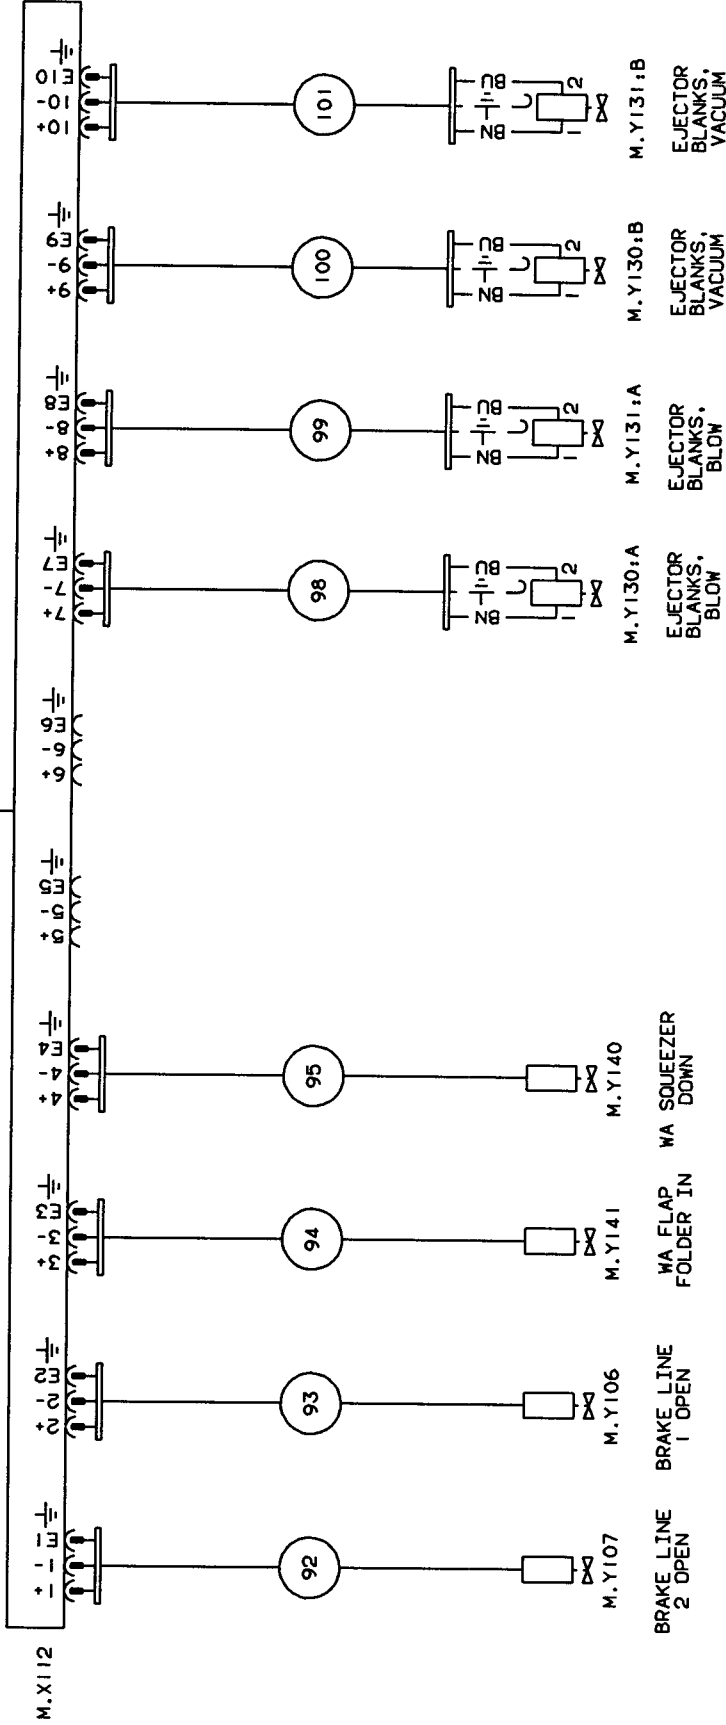 M.X112
1+ 1- E1
2+ 2- E2
3+ 3- E3
4+ 4- E4
5+ 5- E5
6+ 6- E6
7+ 7- E7
8+ 8- E8
9+ 9- E9
10+ 10- E10
92
93
94
95
98
99
100
101
BN BU
1 2
BN BU
1 2
BN BU
1 2
BN BU
1 2
M.Y107
M.Y106
M.Y141
M.Y140
M.Y130:A
M.Y131:A
M.Y130:B
M.Y131:B
BRAKE LINE
2 OPEN
BRAKE LINE
1 OPEN
WA FLAP
FOLDER IN
WA SQUEEZER
DOWN
EJECTOR
BLANKS,
BLOW
EJECTOR
BLANKS,
BLOW
EJECTOR
BLANKS,
VACUUM
EJECTOR
BLANKS,
VACUUM